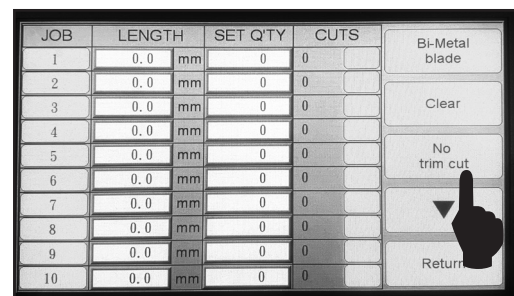 JOB LENGTH SET Q'TY CUTS
1 0.0 mm 0 0
2 0.0 mm 0 0
3 0.0 mm 0 0
4 0.0 mm 0 0
5 0.0 mm 0 0
6 0.0 mm 0 0
7 0.0 mm 0 0
8 0.0 mm 0 0
9 0.0 mm 0 0
10 0.0 mm 0 0
Bi-Metal
blade
Clear
No
trim cut
▼
Return